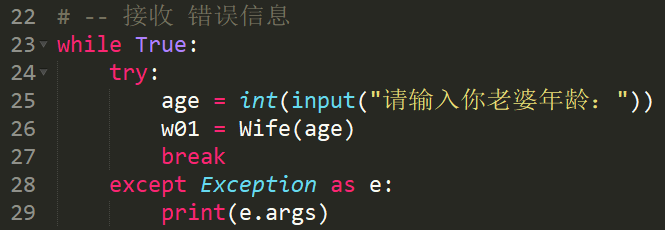 22 # -- 接收 错误信息
23 while True:
24     try:
25         age = int(input("请输入你老婆年龄："))
26         w01 = Wife(age)
27         break
28     except Exception as e:
29         print(e.args)